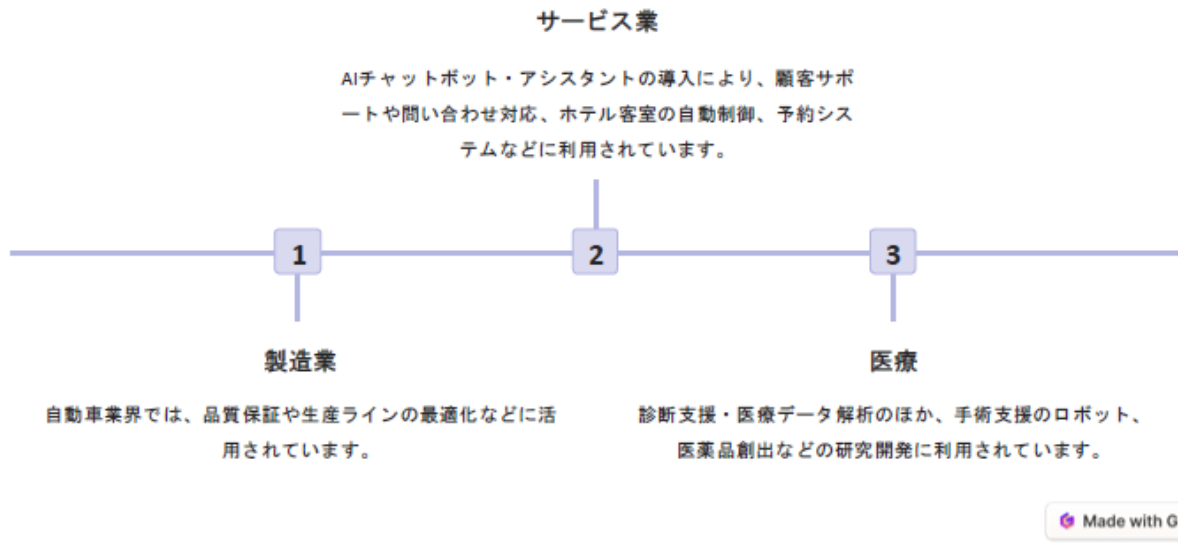 サービス業
AIチャットボット・アシスタントの導入により、顧客サポ
ートや問い合わせ対応、ホテル客室の自動制御、予約シス
テムなどに利用されています。
1
2
3
製造業
自動車業界では、品質保証や生産ラインの最適化などに活
用されています。
医療
診断支援・医療データ解析のほか、手術支援のロボット、
医薬品創出などの研究開発に利用されています。
Made with G